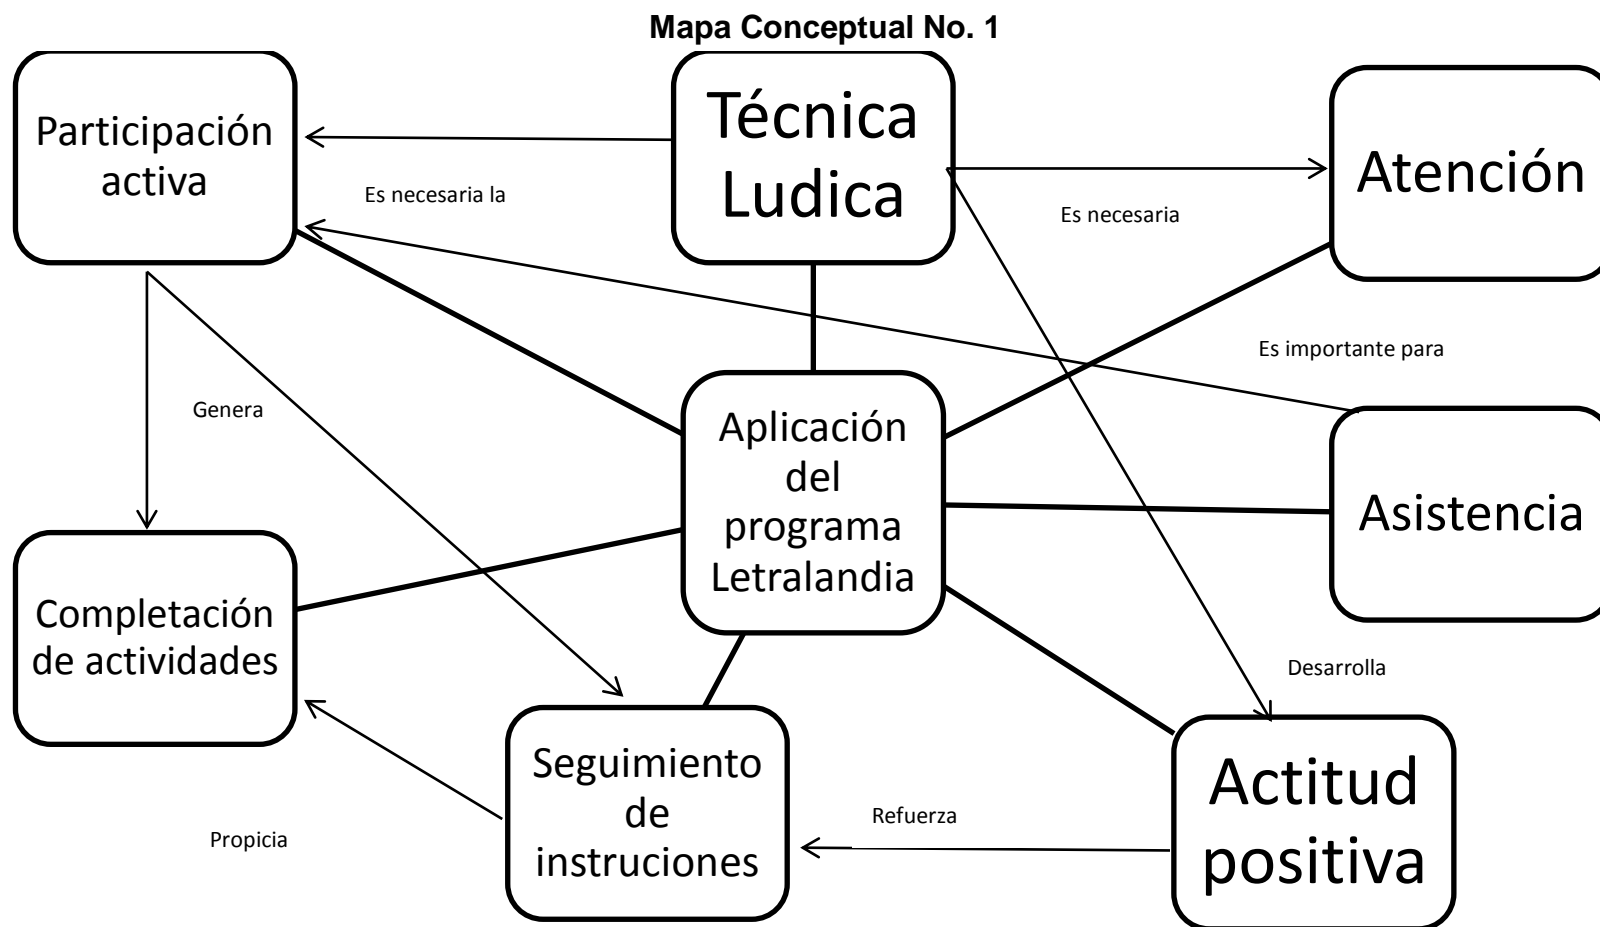 Mapa Conceptual No. 1
Participación
activa
Técnica
Ludica
Atención
Es necesaria la
Es necesaria
Es importante para
Genera
Aplicación
del
programa
Letralandia
Asistencia
Completación
de actividades
Desarrolla
Seguimiento
de
instruciones
Actitud
positiva
Refuerza
Propicia